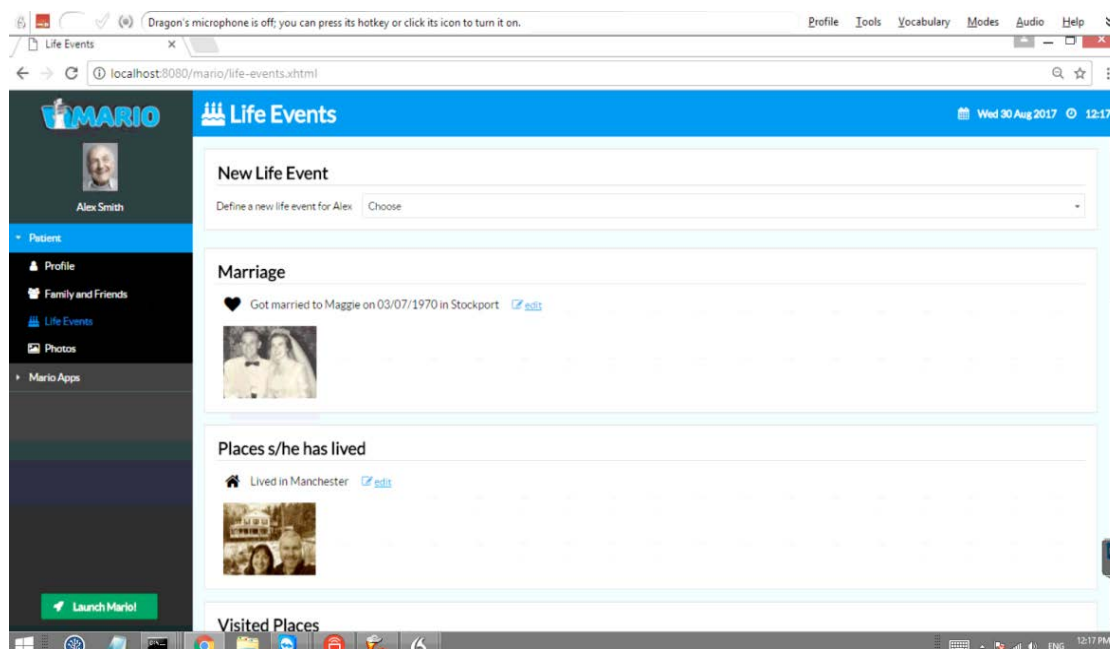 Dragon's microphone is off; you can press its hotkey or click its icon to turn it on.
Profile Tools Vocabulary Modes Audio Help
Life Events
localhost:8080/mario/life-events.xhtml
MARIO
Life Events
Wed 30 Aug 2017 12:17
Alex Smith
New Life Event
Define a new life event for Alex Choose
Patient
Profile
Family and Friends
Life Events
Photos
Mario Apps
Marriage
Got married to Maggie on 03/07/1970 in Stockport edit
Places s/he has lived
Lived in Manchester edit
Launch Mario!
Visited Places
ENG 12:17 PM